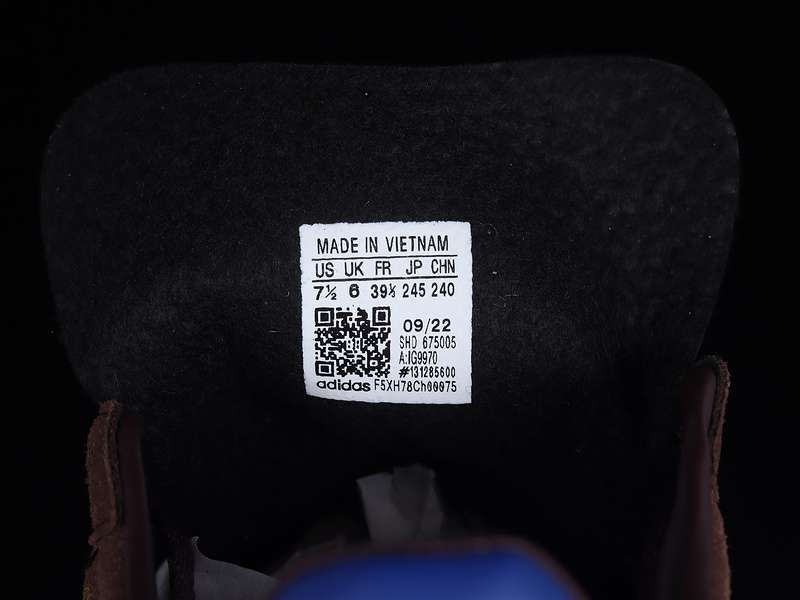 MADE IN VIETNAM
US UK FR JP CHN
7½ 6 39⅓ 245 240
09/22
SHD 675005
A:IG9970
#131285600
adidas F5XH78Ch00075